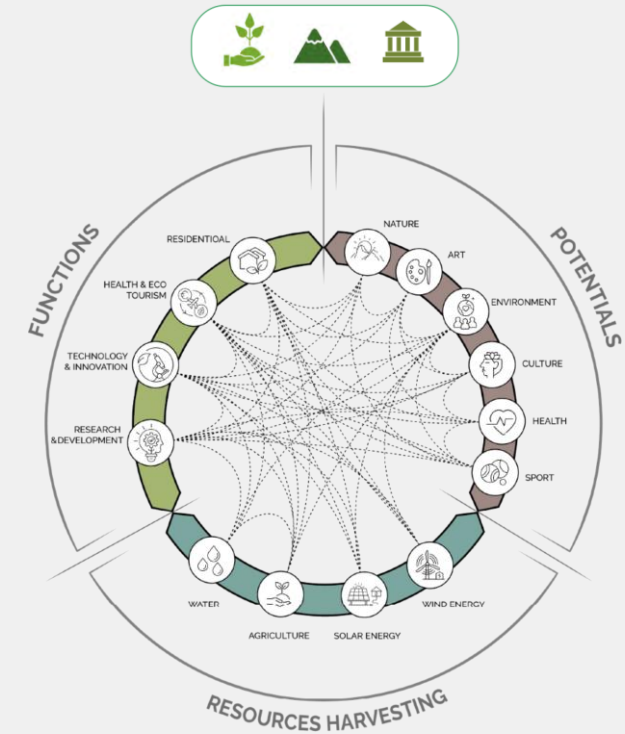 FUNCTIONS
RESIDENTIOAL
HEALTH & ECO
TOURISM
TECHNOLOGY
& INNOVATION
RESEARCH
&DEVELOPMENT
POTENTIALS
NATURE
ART
ENVIRONMENT
CULTURE
HEALTH
SPORT
WATER
AGRICULTURE
SOLAR ENERGY
WIND ENERGY
RESOURCES HARVESTING